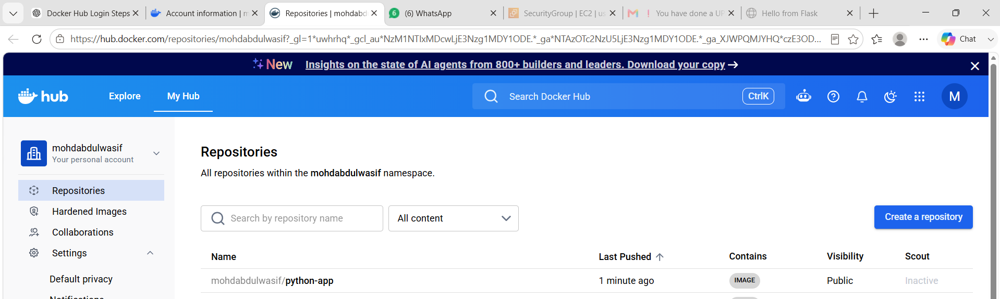 Docker Hub Login Steps
Account information | m
Repositories | mohdabd
6 (6) WhatsApp
SecurityGroup | EC2 | us
! You have done a UP
Hello from Flask
https://hub.docker.com/repositories/mohdabdulwasif?_gl=1*uwhrhq*_gcl_au*NzM1NTIxMDcwLjE3Nzg1MDY1ODE.*_ga*NTAzOTc2NzU5LjE3Nzg1MDY1ODE.*_ga_XJWPQMJYHQ*czE3OD...
Chat
New Insights on the state of AI agents from 800+ builders and leaders. Download your copy →
hub Explore My Hub Search Docker Hub CtrlK M
mohdabdulwasif
Your personal account
Repositories
Hardened Images
Collaborations
Settings
Default privacy
Notifications
Repositories
All repositories within the mohdabdulwasif namespace.
Search by repository name All content Create a repository
Name Last Pushed ↑ Contains Visibility Scout
mohdabdulwasif/python-app 1 minute ago IMAGE Public Inactive